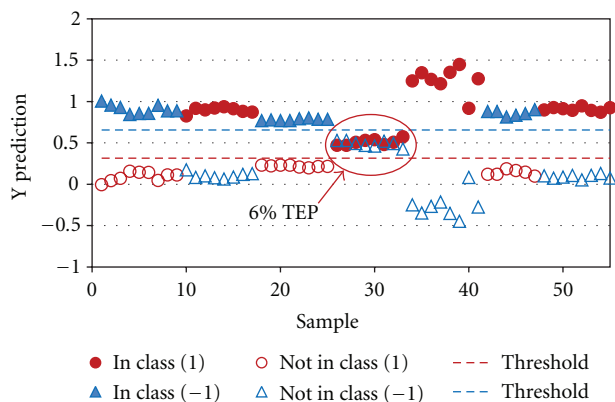 2
1.5
1
0.5
0
−0.5
−1
Y prediction
6% TEP
0 10 20 30 40 50
Sample
In class (1) Not in class (1) Threshold
In class (−1) Not in class (−1) Threshold